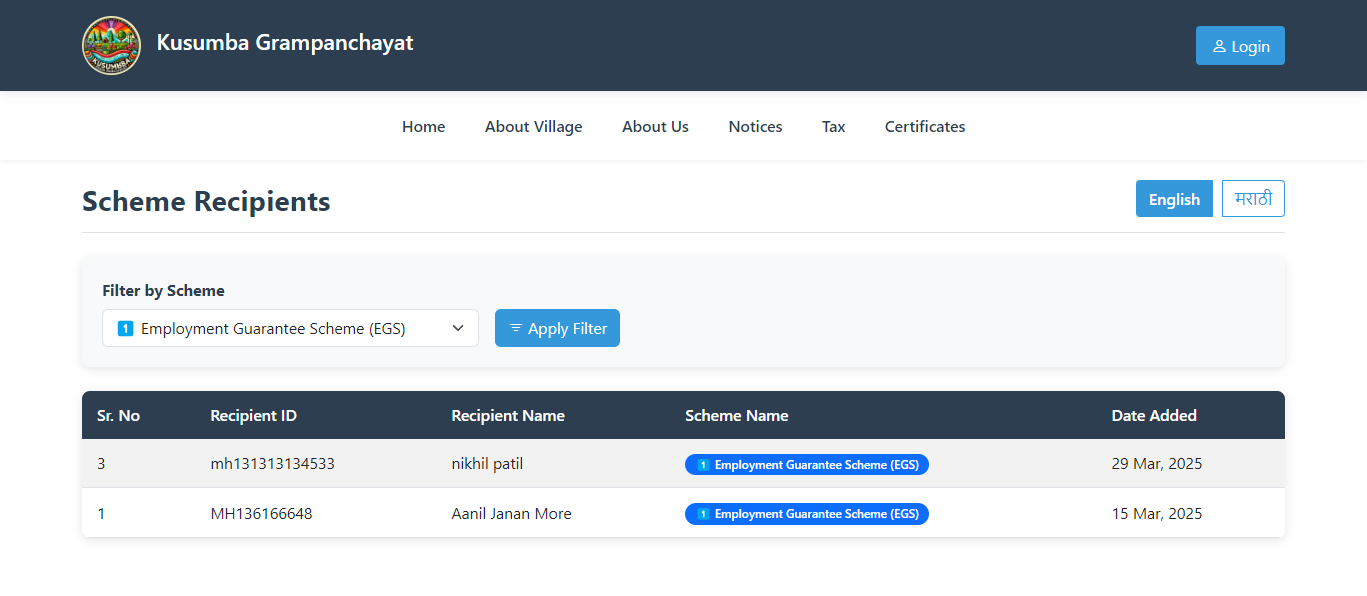 KUSUMBA
Kusumba Grampanchayat
Login
Home About Village About Us Notices Tax Certificates
Scheme Recipients
English मराठी
Filter by Scheme
1 Employment Guarantee Scheme (EGS) Apply Filter
Sr. No Recipient ID Recipient Name Scheme Name Date Added
3 mh131313134533 nikhil patil 1 Employment Guarantee Scheme (EGS) 29 Mar, 2025
1 MH136166648 Aanil Janan More 1 Employment Guarantee Scheme (EGS) 15 Mar, 2025